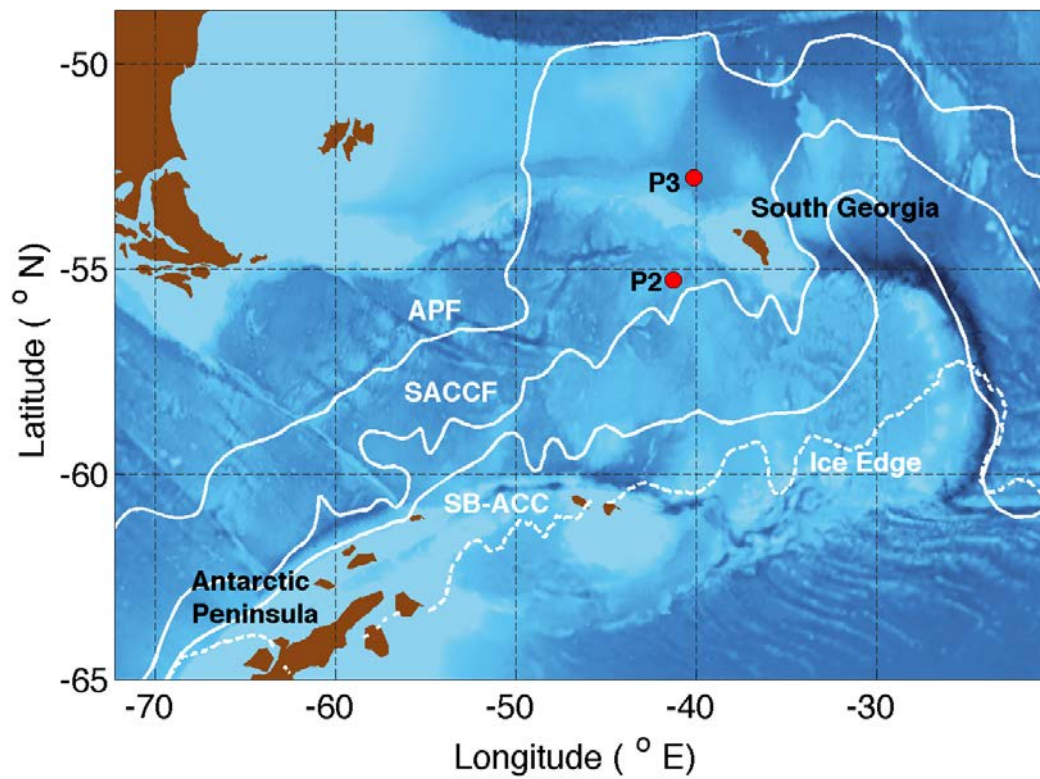 -50
P3
South Georgia
-55
P2
APF
SACCF
Ice Edge
-60
SB-ACC
Antarctic
Peninsula
-65
-70
-60
-50
-40
-30
Latitude ( ° N)
Longitude ( ° E)